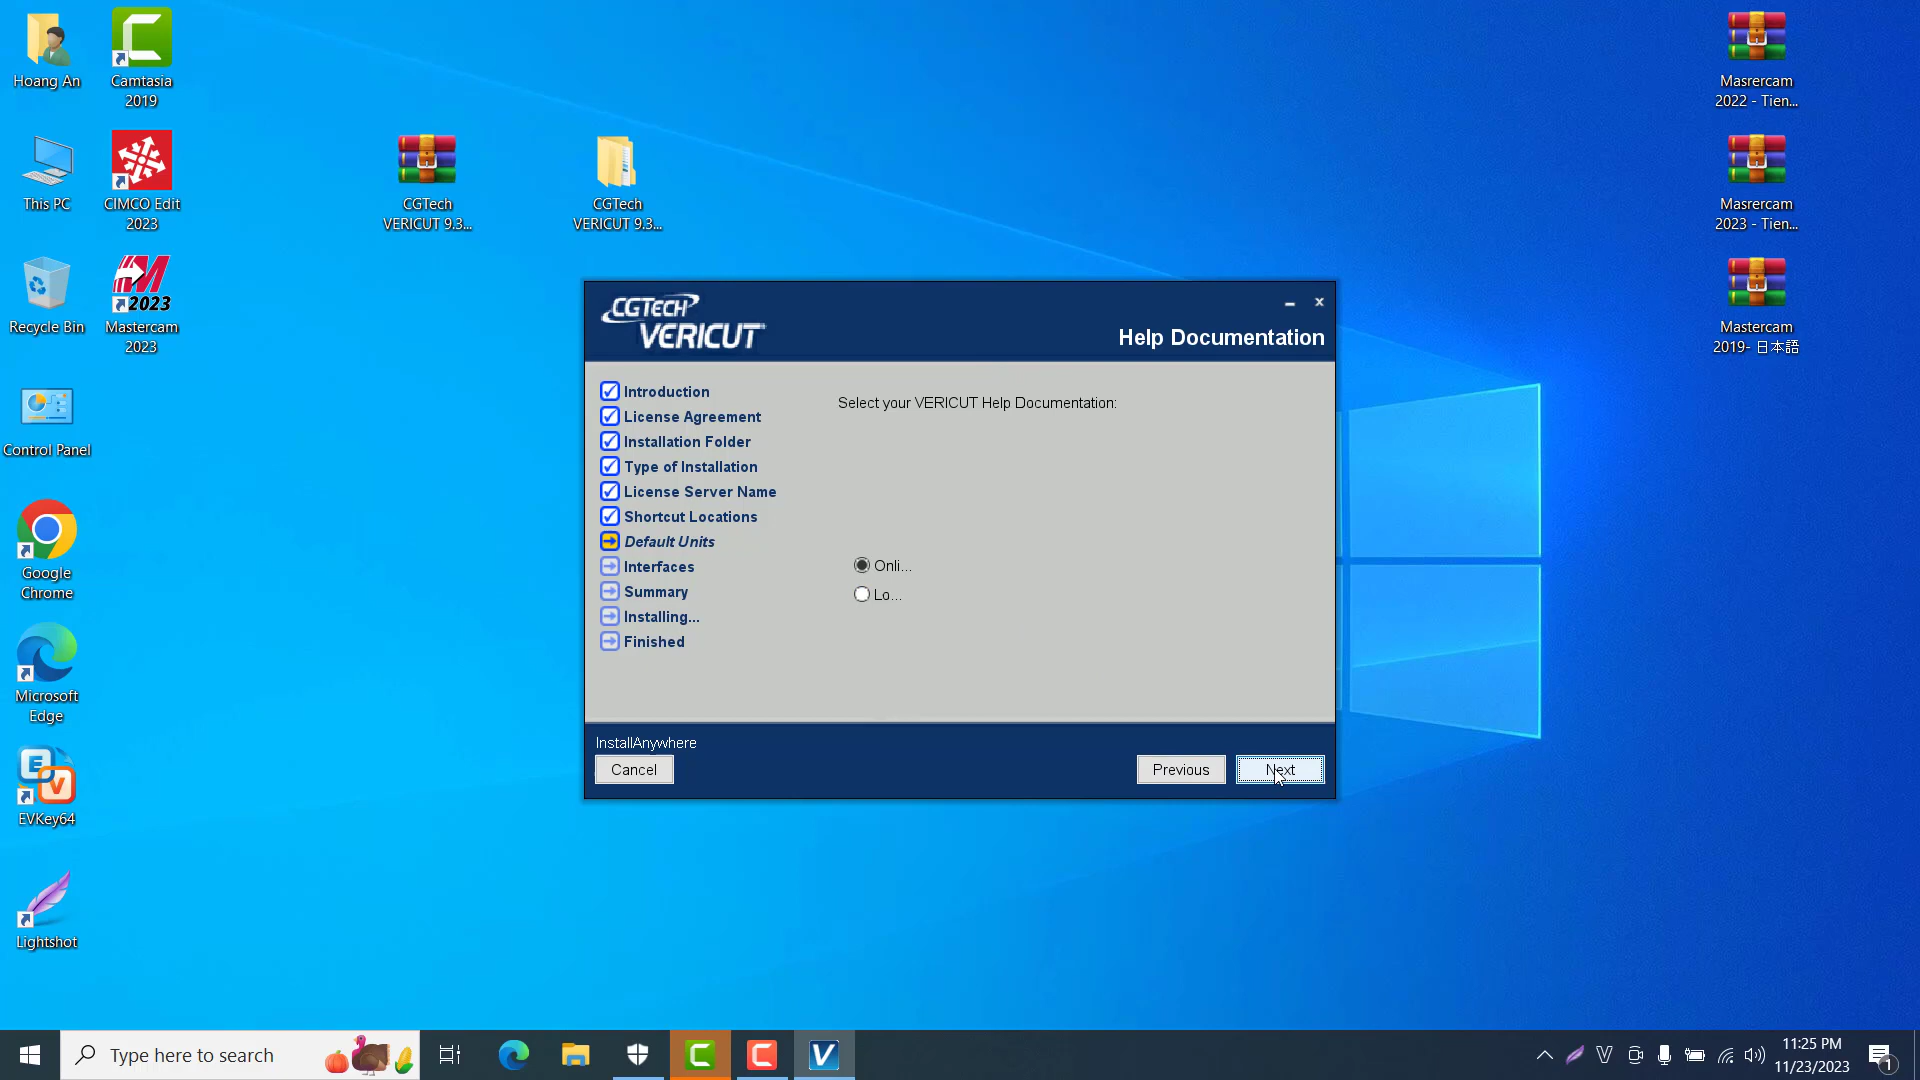 Hoang An
Camtasia
2019
This PC
CIMCO Edit
2023
Recycle Bin
2023
Mastercam
2023
Control Panel
Google
Chrome
Microsoft
Edge
EVKey64
Lightshot
CGTech
VERICUT 9.3...
CGTech
VERICUT 9.3...
Masrercam
2022 - Tien...
Masrercam
2023 - Tien...
Mastercam
2019- 日本語
CGTECH
VERICUT
Help Documentation
Introduction
License Agreement
Installation Folder
Type of Installation
License Server Name
Shortcut Locations
Default Units
Interfaces
Summary
Installing...
Finished
Select your VERICUT Help Documentation:
Onli...
Lo...
InstallAnywhere
Cancel
Previous
Next
Type here to search
11:25 PM
11/23/2023
1